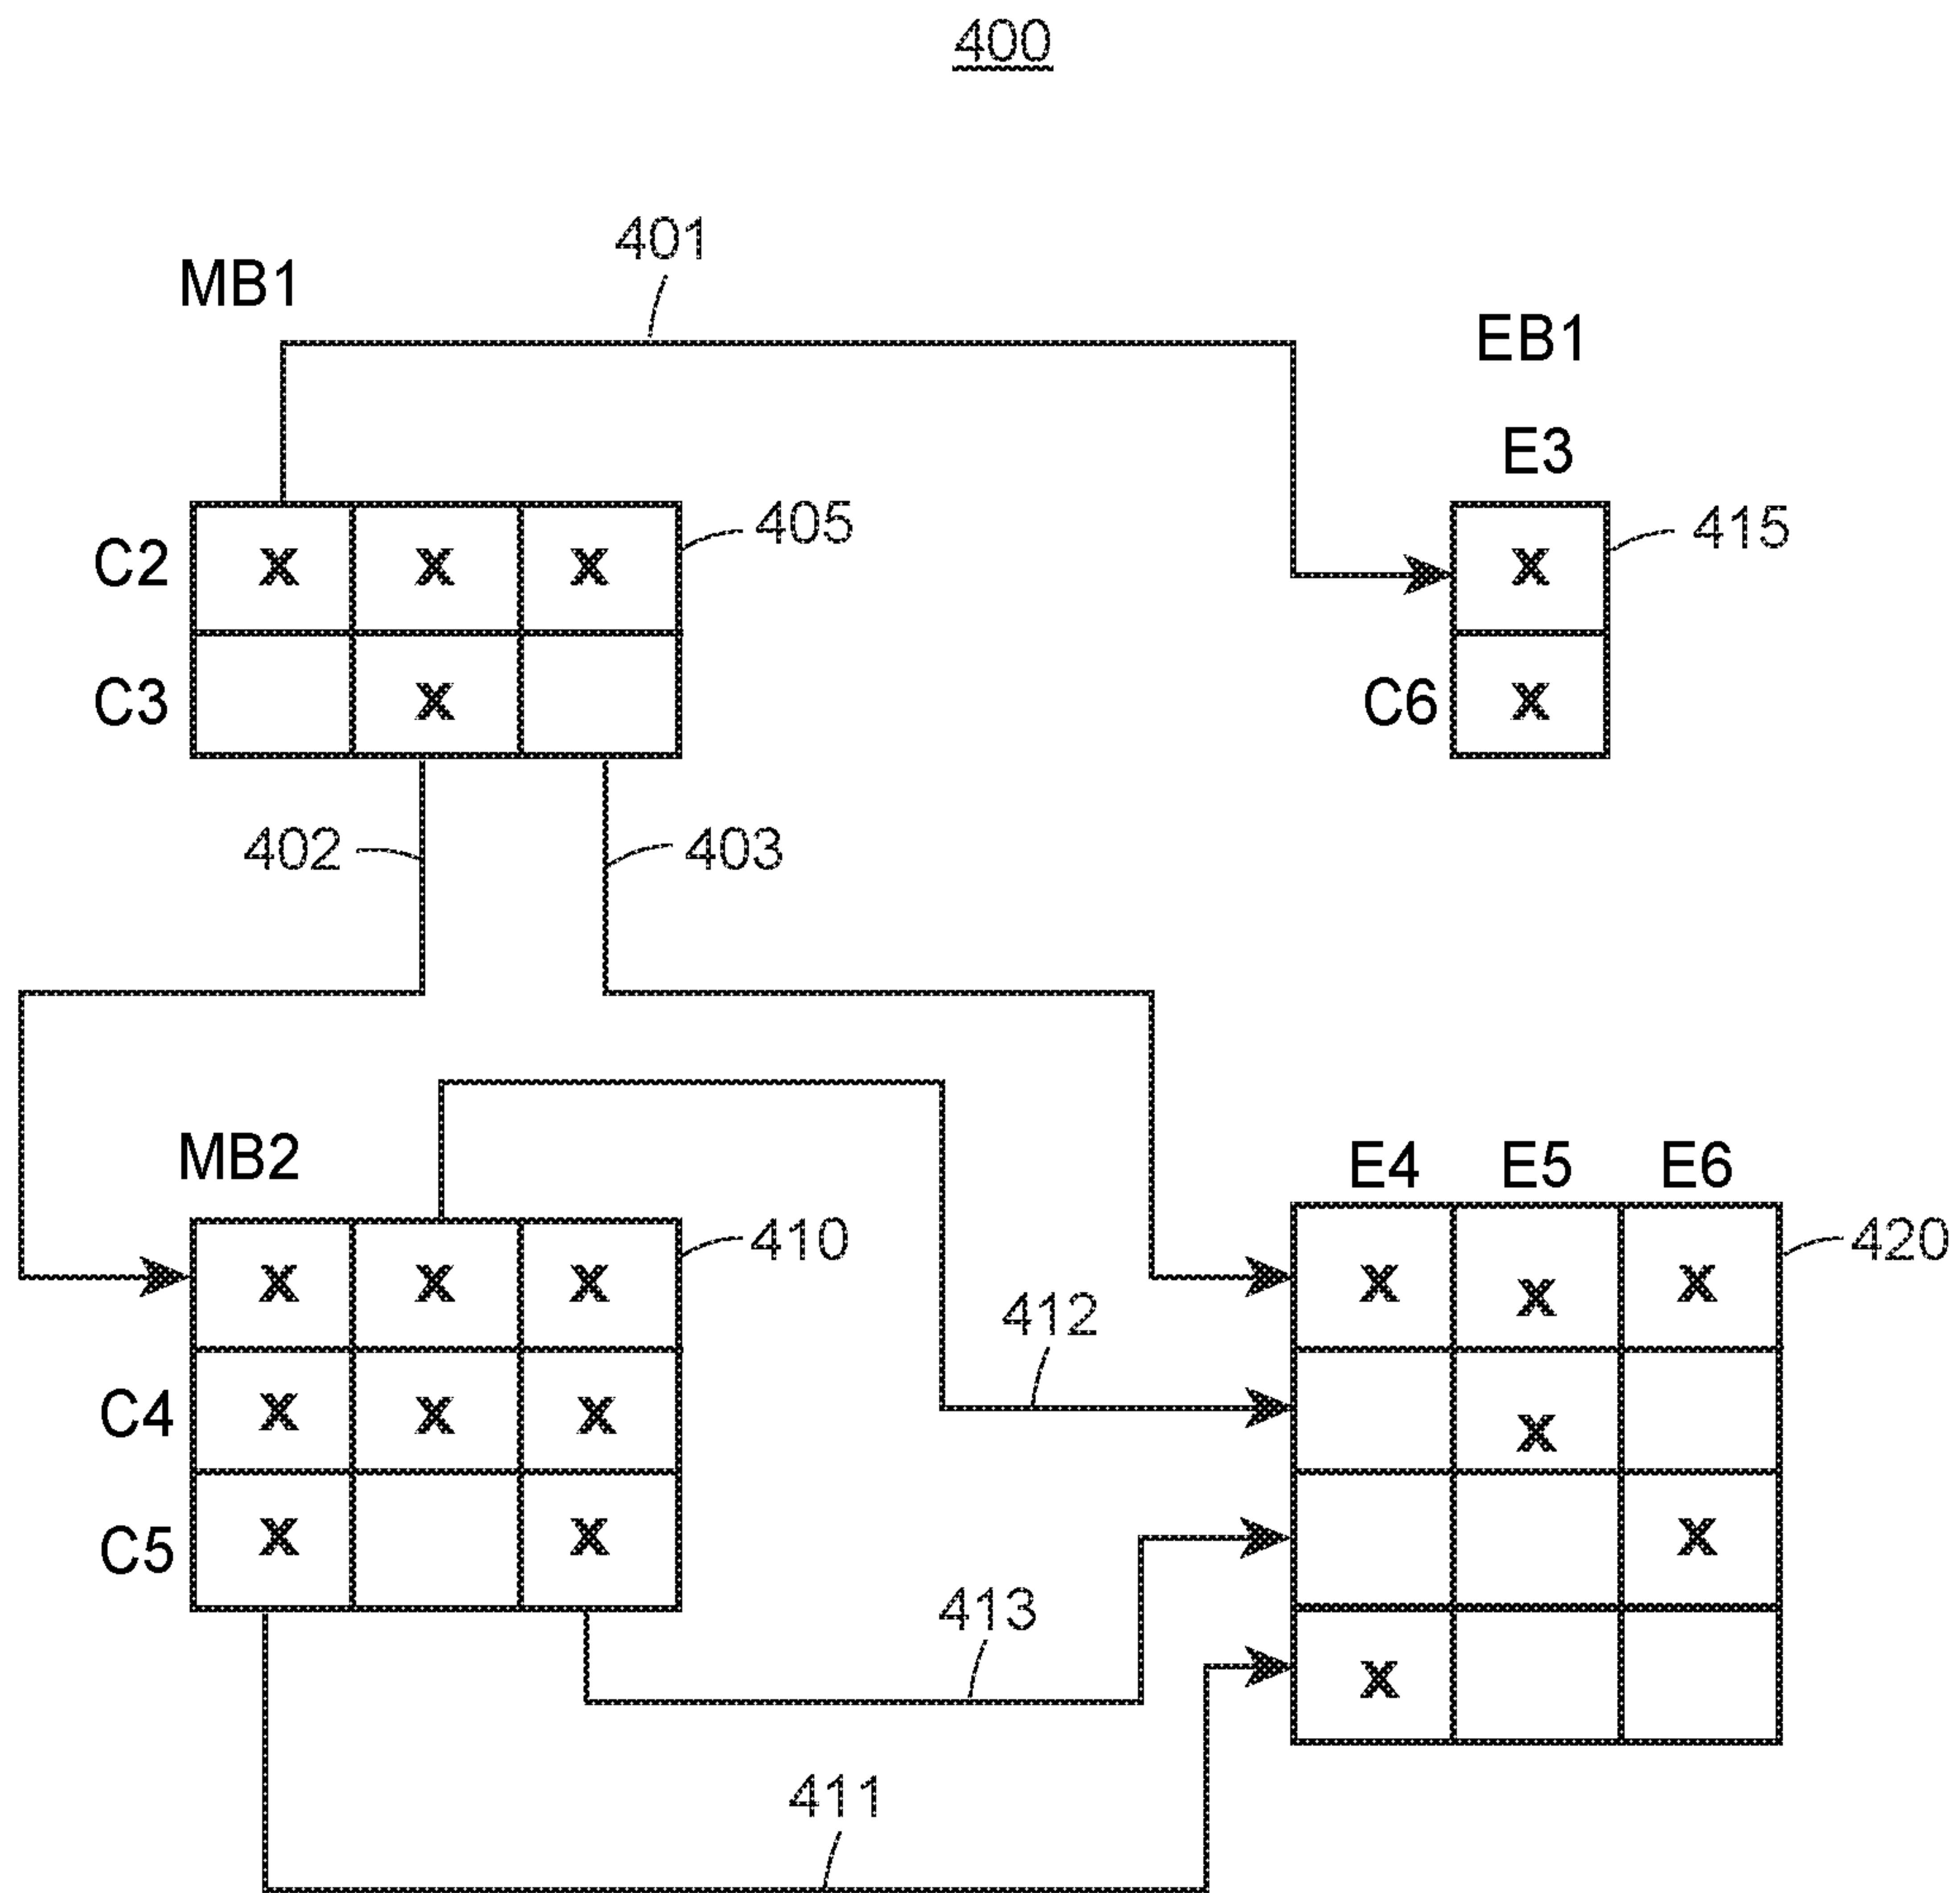 400
401
MB1
EB1
E3
405
415
C2 X X X X
C3 X C6 X
402 403
MB2 E4 E5 E6
410 420
X X X X X X
412
C4 X X X X
C5 X X X
413
X
411